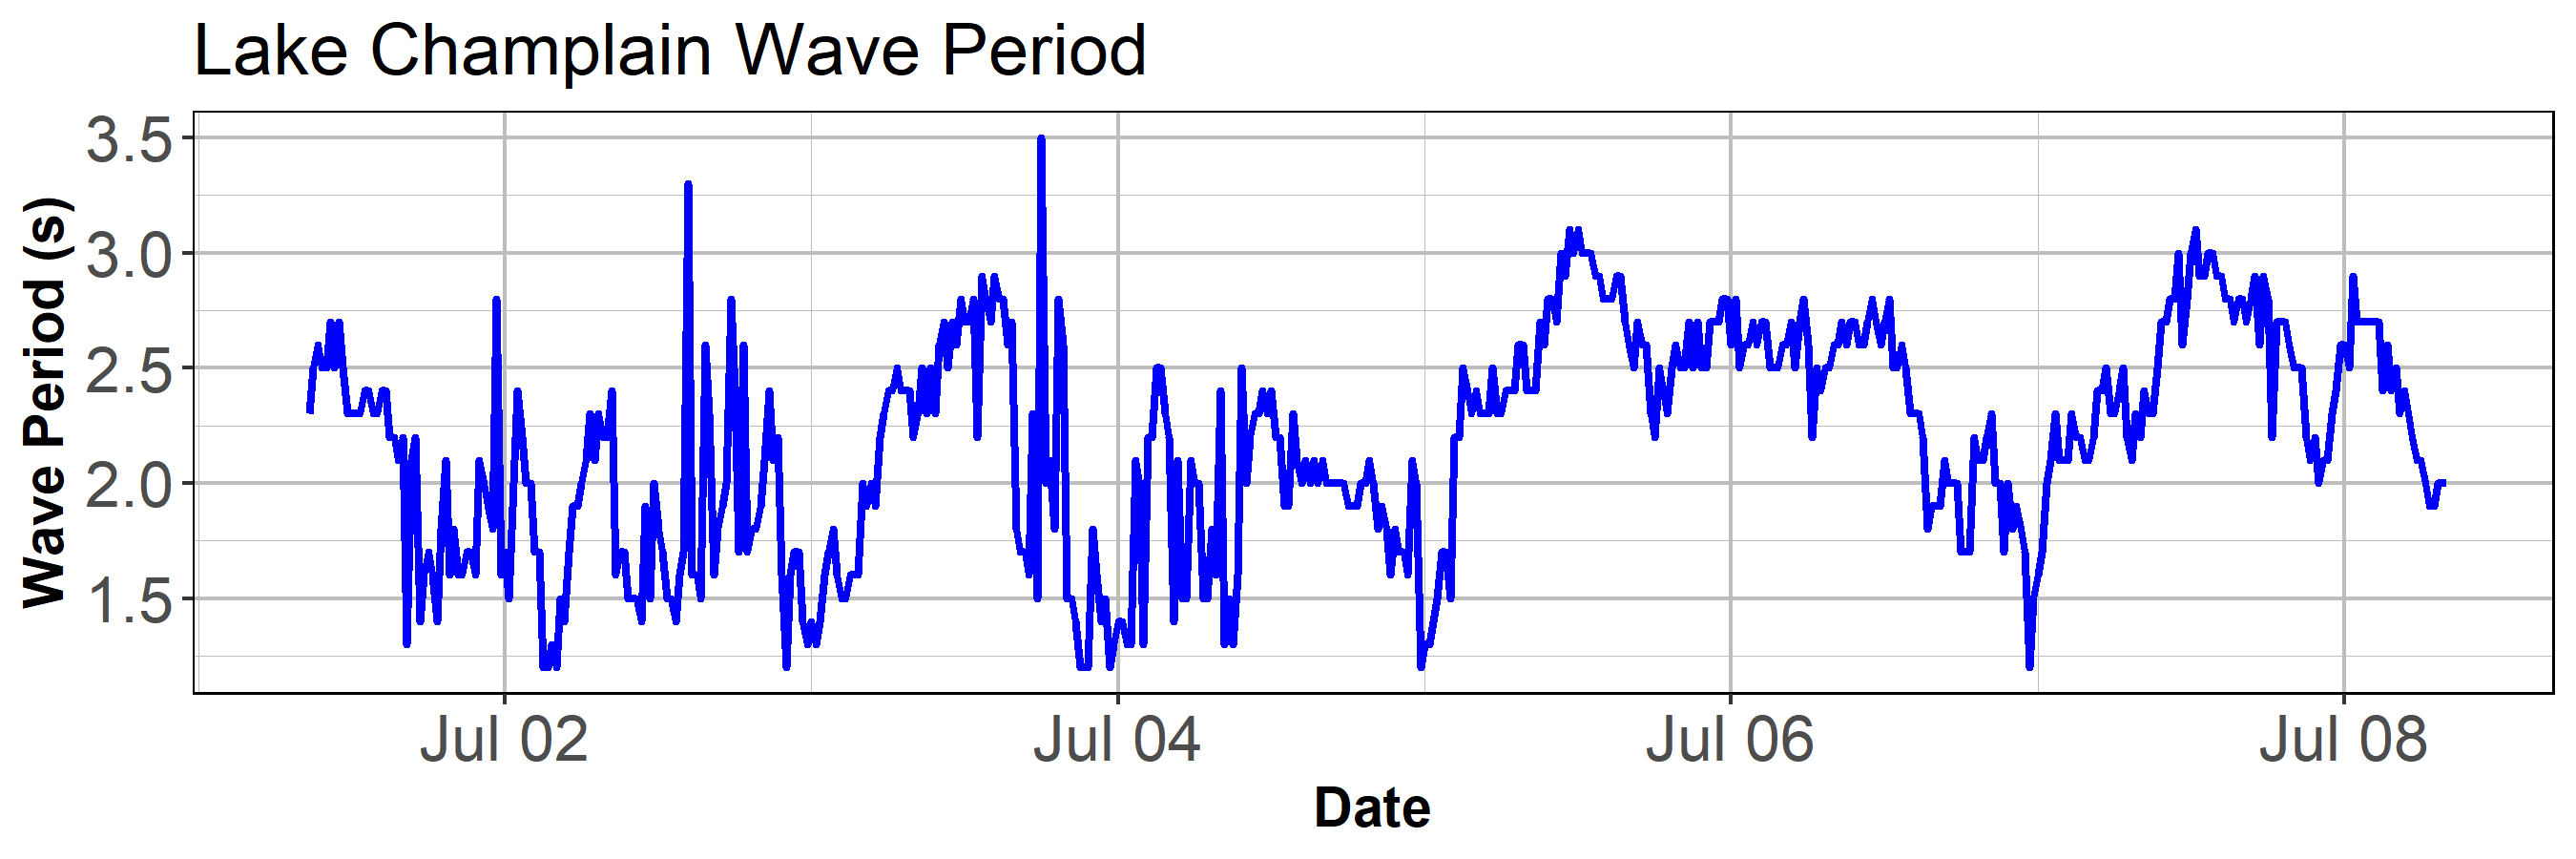 Lake Champlain Wave Period
Wave Period (s)
3.5
3.0
2.5
2.0
1.5
Jul 02
Jul 04
Jul 06
Jul 08
Date